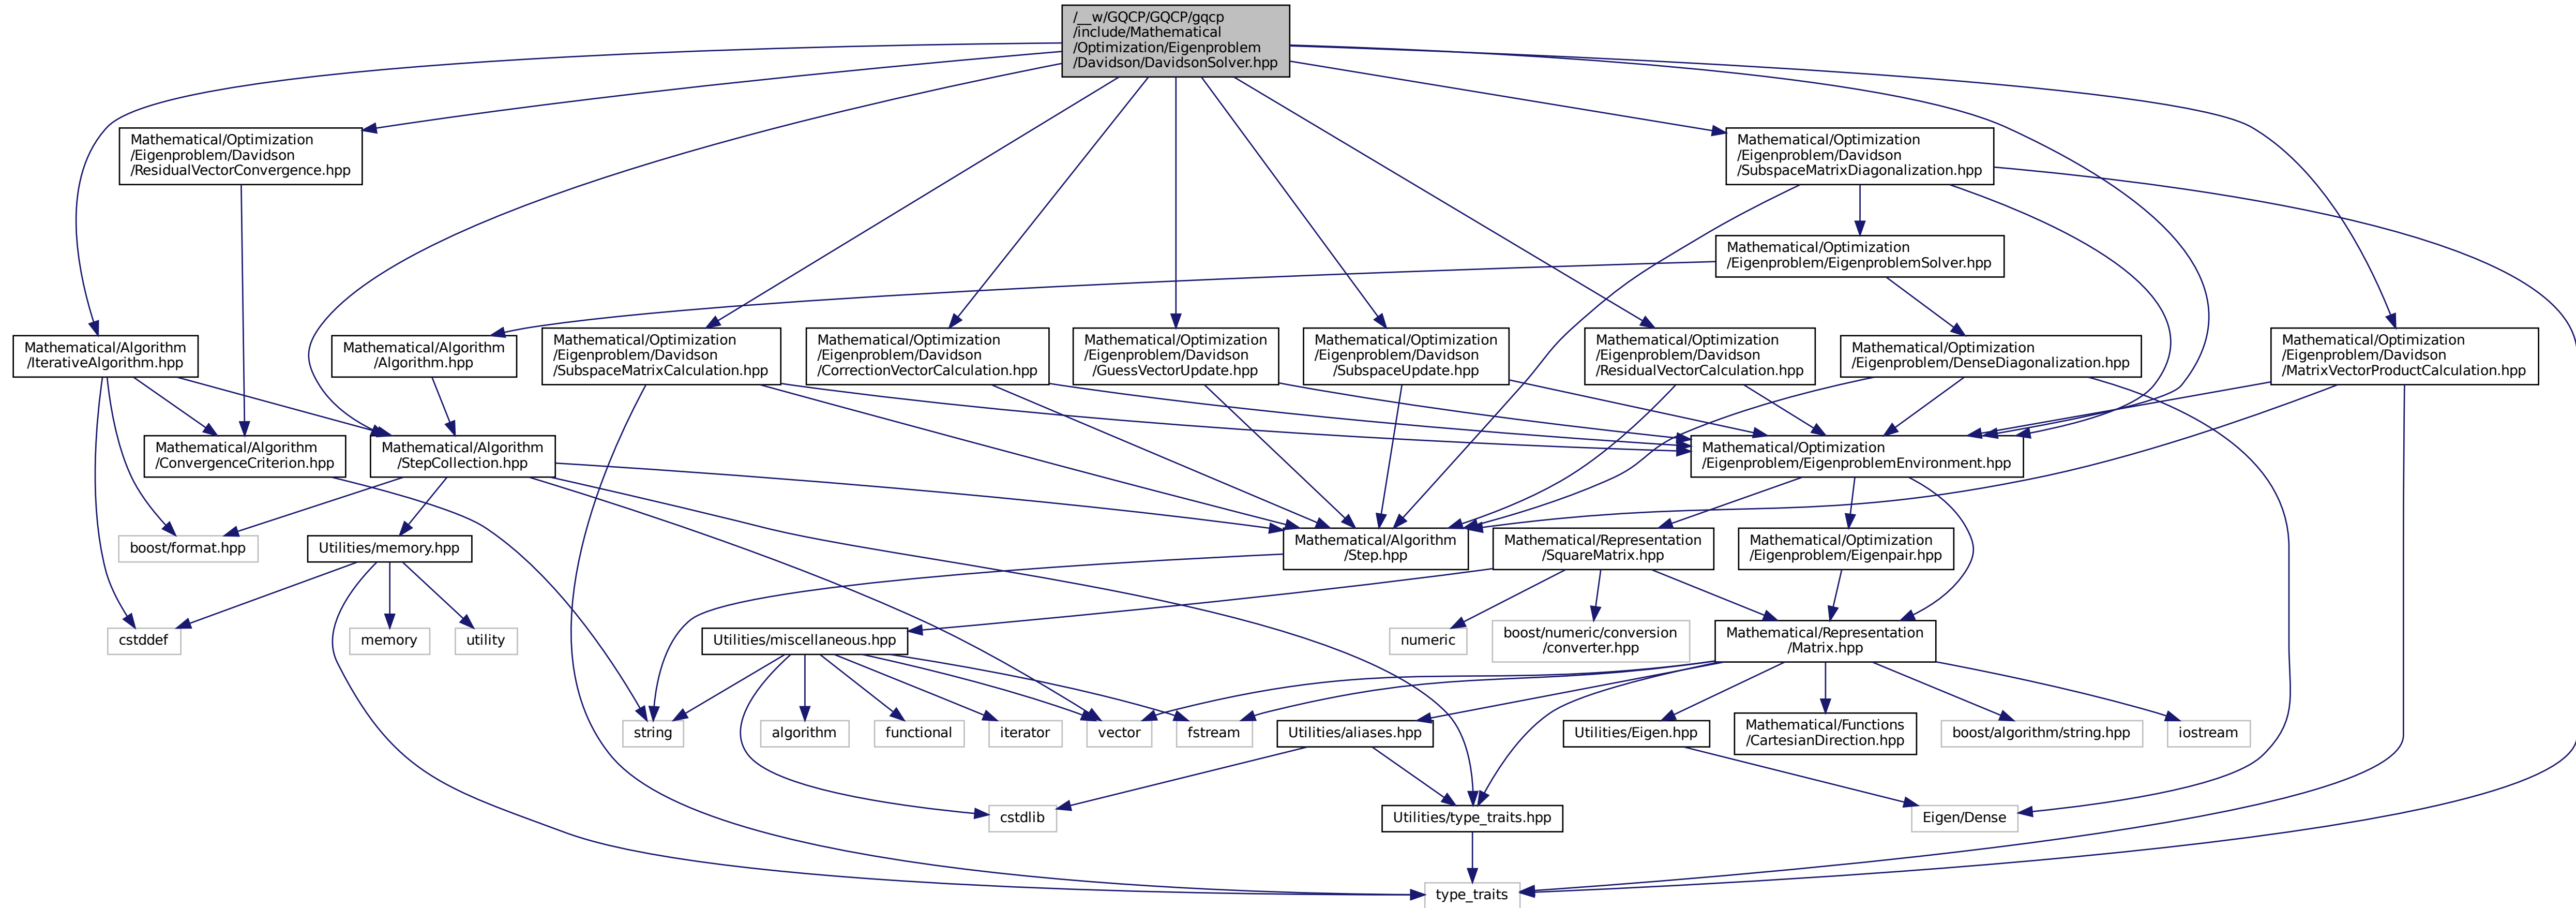 /__w/GQCP/GQCP/gqcp
/include/Mathematical
/Optimization/Eigenproblem
/Davidson/DavidsonSolver.hpp
Mathematical/Optimization
/Eigenproblem/Davidson
/ResidualVectorConvergence.hpp
Mathematical/Optimization
/Eigenproblem/Davidson
/SubspaceMatrixDiagonalization.hpp
Mathematical/Optimization
/Eigenproblem/EigenproblemSolver.hpp
Mathematical/Algorithm
/IterativeAlgorithm.hpp
Mathematical/Algorithm
/Algorithm.hpp
Mathematical/Optimization
/Eigenproblem/Davidson
/SubspaceMatrixCalculation.hpp
Mathematical/Optimization
/Eigenproblem/Davidson
/CorrectionVectorCalculation.hpp
Mathematical/Optimization
/Eigenproblem/Davidson
/GuessVectorUpdate.hpp
Mathematical/Optimization
/Eigenproblem/Davidson
/SubspaceUpdate.hpp
Mathematical/Optimization
/Eigenproblem/Davidson
/ResidualVectorCalculation.hpp
Mathematical/Optimization
/Eigenproblem/DenseDiagonalization.hpp
Mathematical/Optimization
/Eigenproblem/Davidson
/MatrixVectorProductCalculation.hpp
Mathematical/Algorithm
/ConvergenceCriterion.hpp
Mathematical/Algorithm
/StepCollection.hpp
Mathematical/Optimization
/Eigenproblem/EigenproblemEnvironment.hpp
boost/format.hpp
Utilities/memory.hpp
Mathematical/Algorithm
/Step.hpp
Mathematical/Representation
/SquareMatrix.hpp
Mathematical/Optimization
/Eigenproblem/Eigenpair.hpp
cstddef
memory
utility
Utilities/miscellaneous.hpp
numeric
boost/numeric/conversion
/converter.hpp
Mathematical/Representation
/Matrix.hpp
string
algorithm
functional
iterator
vector
fstream
Utilities/aliases.hpp
Utilities/Eigen.hpp
Mathematical/Functions
/CartesianDirection.hpp
boost/algorithm/string.hpp
iostream
cstdlib
Utilities/type_traits.hpp
Eigen/Dense
type_traits